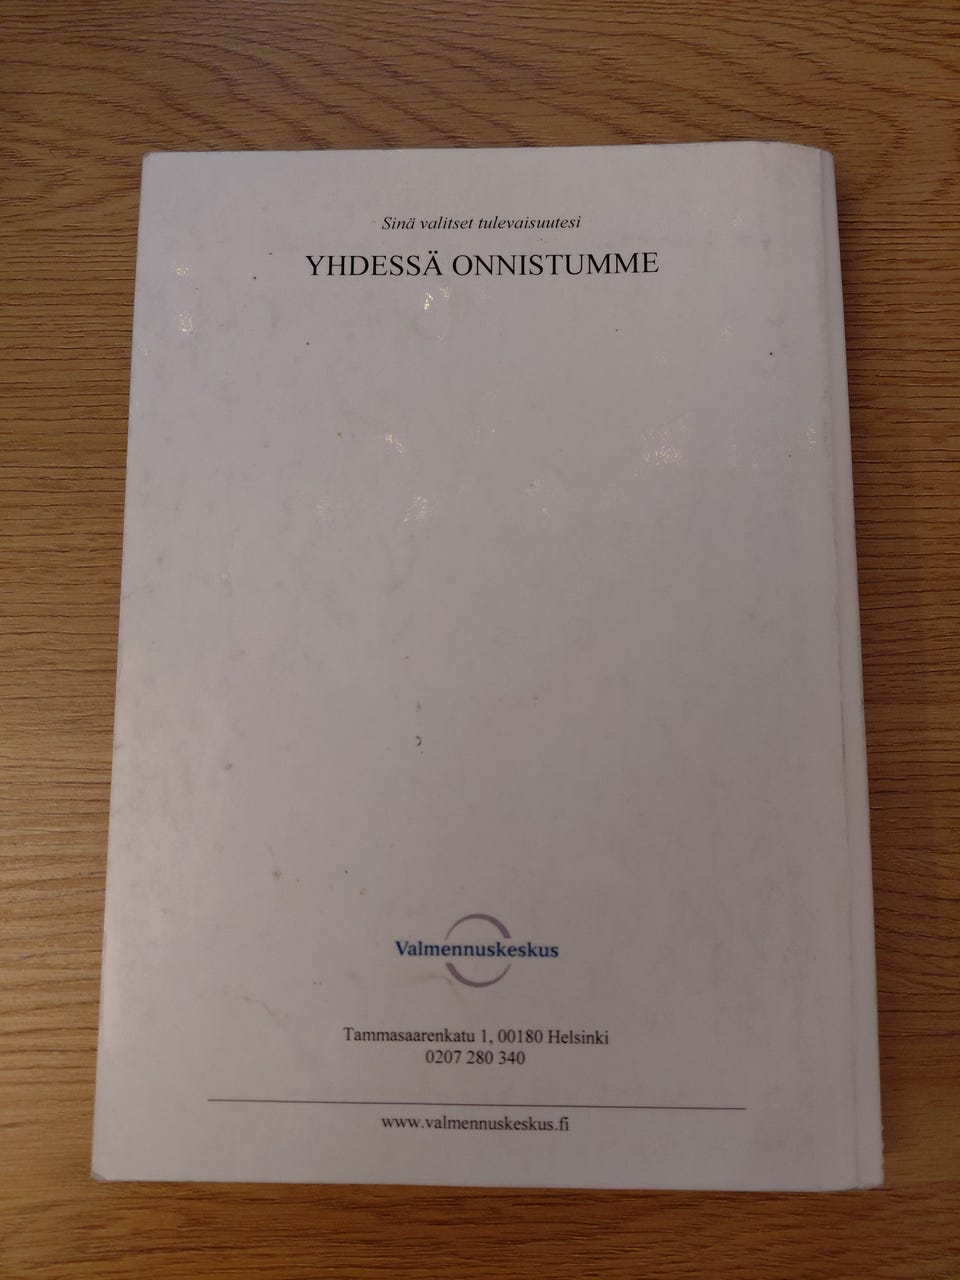 Sinä valitset tulevaisuutesi
YHDESSÄ ONNISTUMME
Valmennuskeskus
Tammasaarenkatu 1, 00180 Helsinki
0207 280 340
www.valmennuskeskus.fi